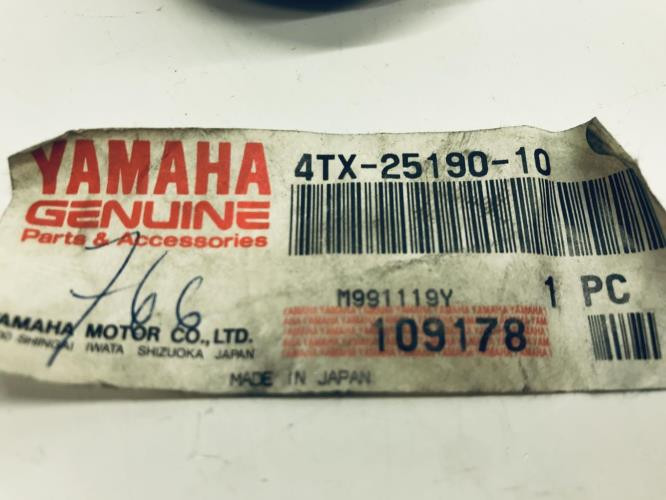 YAMAHA
GENUINE
Parts & Accessories
4TX-25190-10
766
M991119Y
1 PC
109178
YAMAHA MOTOR CO., LTD.
SHINGAI IWATA SHIZUOKA JAPAN
MADE IN JAPAN